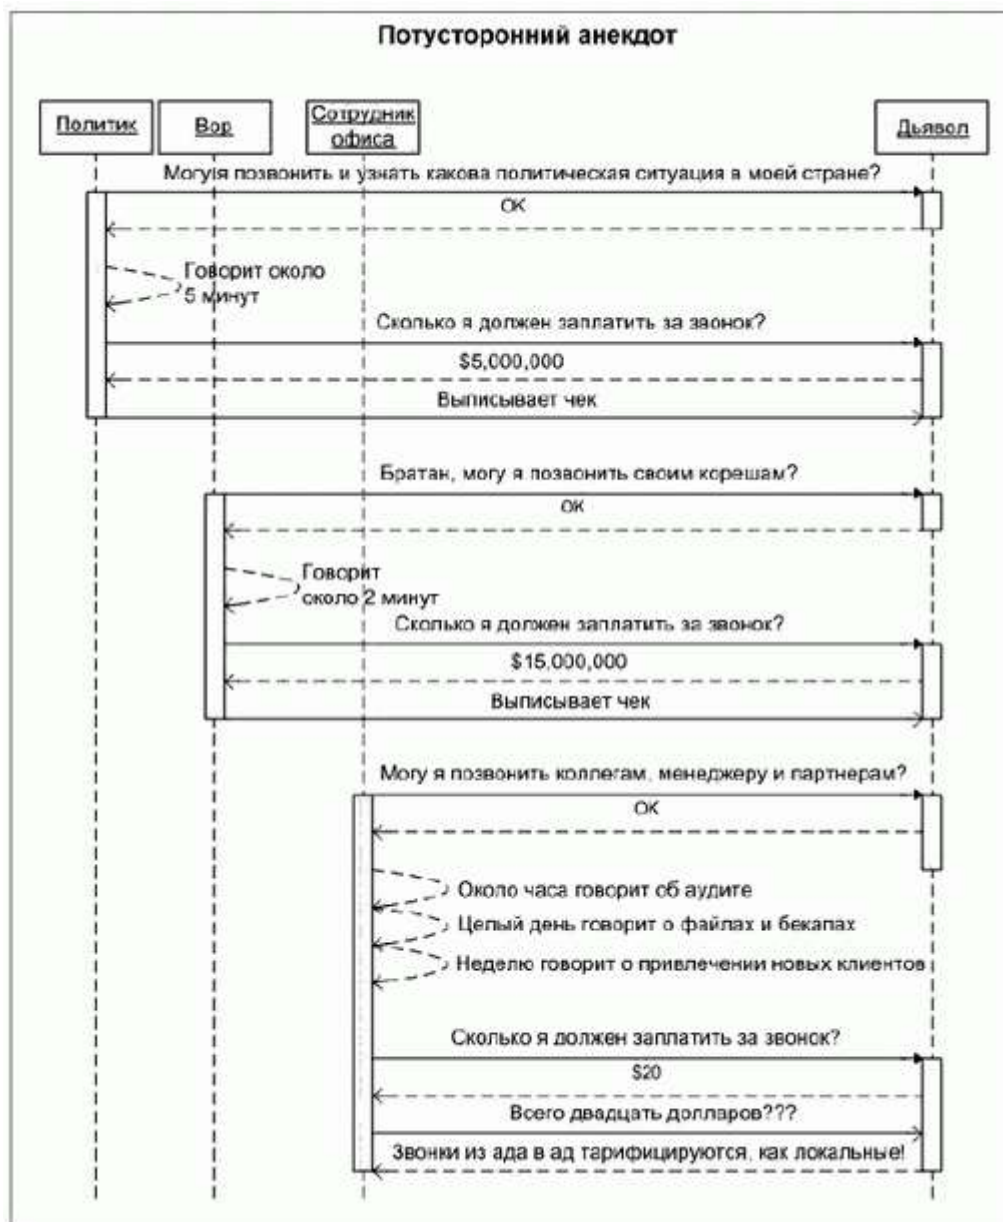 Потусторонний анекдот
Политик
Вор
Сотрудник
офиса
Дьявол
Могу я позвонить и узнать какова политическая ситуация в моей стране?
OK
Говорит около
5 минут
Сколько я должен заплатить за звонок?
$5,000,000
Выписывает чек
Братан, могу я позвонить своим корешам?
OK
Говорит
около 2 минут
Сколько я должен заплатить за звонок?
$15,000,000
Выписывает чек
Могу я позвонить коллегам, менеджеру и партнерам?
OK
Около часа говорит об аудите
Целый день говорит о файлах и бекапах
Неделю говорит о привлечении новых клиентов
Сколько я должен заплатить за звонок?
$20
Всего двадцать долларов???
Звонки из ада в ад тарифицируются, как локальные!